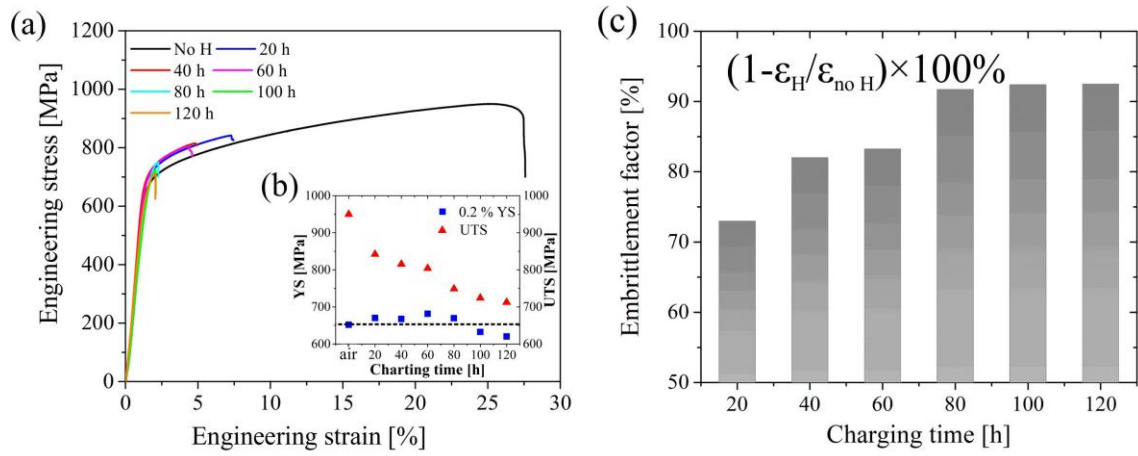 (a)
1200
1000
800
600
400
200
0
Engineering stress [MPa]
No H 20 h
40 h 60 h
80 h 100 h
120 h
0 5 10 15 20 25 30
Engineering strain [%]
(b)
1000
900
800
700
600
YS [MPa]
0.2 % YS
UTS
1000
900
800
700
600
UTS [MPa]
air 20 40 60 80 100 120
Charting time [h]
(c)
100
90
80
70
60
50
Embrittlement factor [%]
(1-εH/εno H)×100%
20 40 60 80 100 120
Charging time [h]